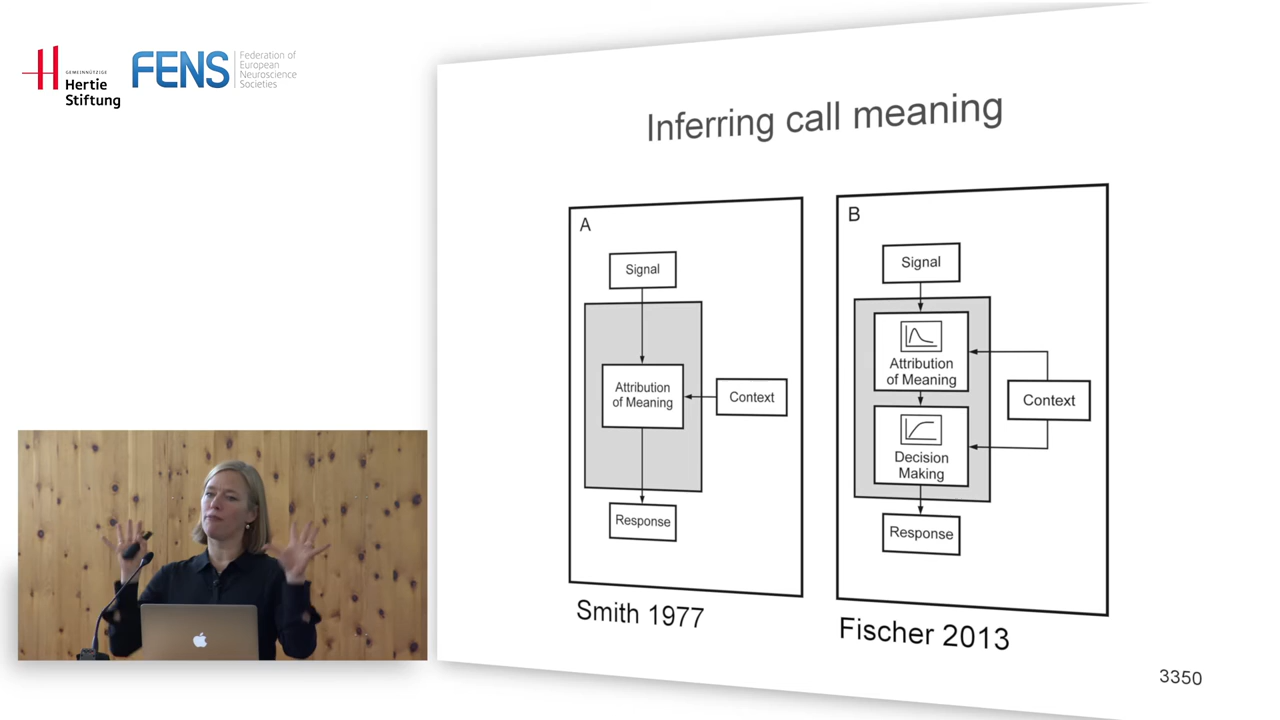 GEMEINNÜTZIGE
Hertie
Stiftung
FENS
Federation of
European
Neuroscience
Societies
Inferring call meaning
A
Signal
Attribution
of Meaning
Context
Response
Smith 1977
B
Signal
Attribution
of Meaning
Context
Decision
Making
Response
Fischer 2013
3350